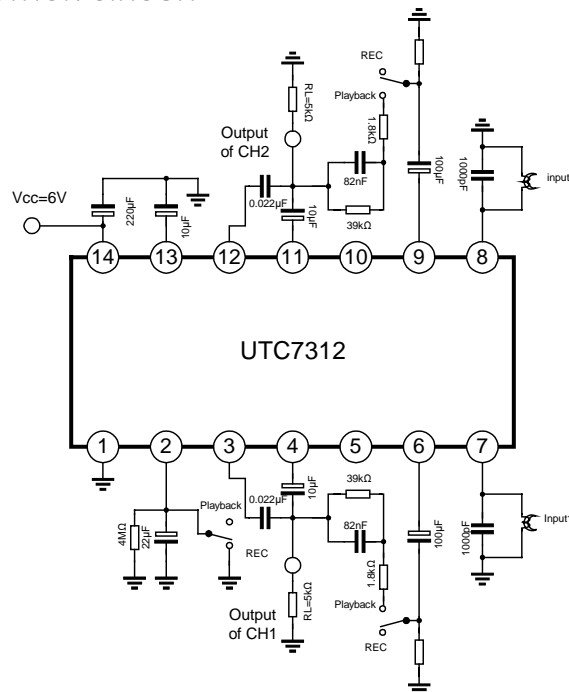 REC
Playback
RL=5kΩ
Output
of CH2
1.8kΩ
82nF
39kΩ
100µF
1000pF
input
Vcc=6V
220µF
10µF
0.022µF
10µF
14 13 12 11 10 9 8
UTC7312
1 2 3 4 5 6 7
4MΩ
22µF
Playback
REC
0.022µF
10µF
39kΩ
82nF
1.8kΩ
100µF
1000pF
Input1
Output
of CH1
RL=5kΩ
Playback
REC